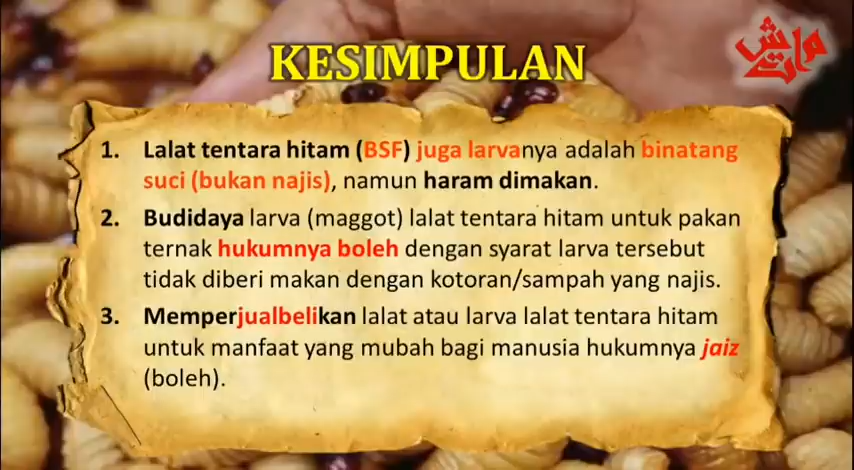 KESIMPULAN
1. Lalat tentara hitam (BSF) juga larvanya adalah binatang
suci (bukan najis), namun haram dimakan.
2. Budidaya larva (maggot) lalat tentara hitam untuk pakan
ternak hukumnya boleh dengan syarat larva tersebut
tidak diberi makan dengan kotoran/sampah yang najis.
3. Memperjualbelikan lalat atau larva lalat tentara hitam
untuk manfaat yang mubah bagi manusia hukumnya jaiz
(boleh).